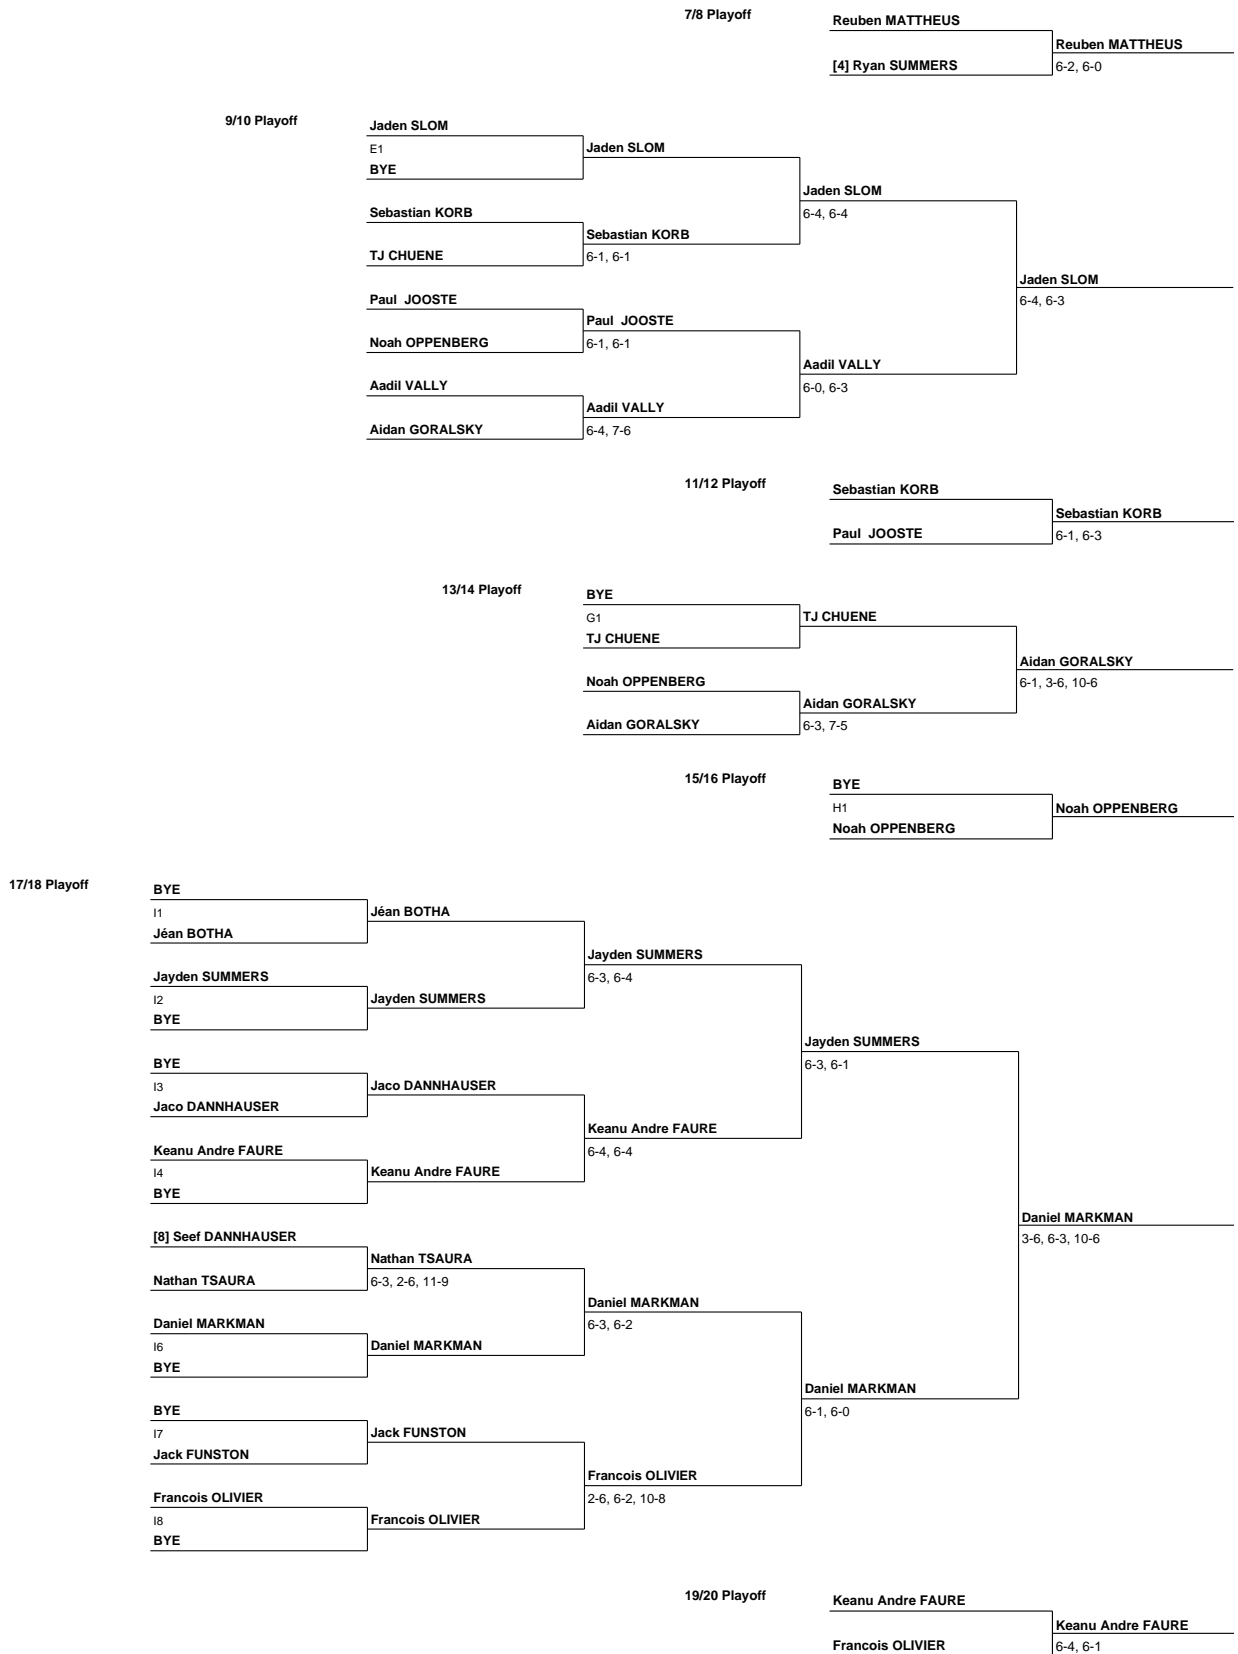 7/8 Playoff
Reuben MATTHEUS
Reuben MATTHEUS
[4] Ryan SUMMERS
6-2, 6-0
9/10 Playoff
Jaden SLOM
E1
Jaden SLOM
BYE
Jaden SLOM
Sebastian KORB
6-4, 6-4
Sebastian KORB
TJ CHUENE
6-1, 6-1
Jaden SLOM
Paul JOOSTE
6-4, 6-3
Paul JOOSTE
Noah OPPENBERG
6-1, 6-1
Aadil VALLY
Aadil VALLY
6-0, 6-3
Aadil VALLY
Aidan GORALSKY
6-4, 7-6
11/12 Playoff
Sebastian KORB
Sebastian KORB
Paul JOOSTE
6-1, 6-3
13/14 Playoff
BYE
G1
TJ CHUENE
TJ CHUENE
Aidan GORALSKY
Noah OPPENBERG
6-1, 3-6, 10-6
Aidan GORALSKY
Aidan GORALSKY
6-3, 7-5
15/16 Playoff
BYE
H1
Noah OPPENBERG
Noah OPPENBERG
17/18 Playoff
BYE
I1
Jéan BOTHA
Jéan BOTHA
Jayden SUMMERS
Jayden SUMMERS
6-3, 6-4
I2
Jayden SUMMERS
BYE
Jayden SUMMERS
BYE
6-3, 6-1
I3
Jaco DANNHAUSER
Jaco DANNHAUSER
Keanu Andre FAURE
Keanu Andre FAURE
6-4, 6-4
I4
Keanu Andre FAURE
BYE
Daniel MARKMAN
[8] Seef DANNHAUSER
3-6, 6-3, 10-6
Nathan TSAURA
Nathan TSAURA
6-3, 2-6, 11-9
Daniel MARKMAN
Daniel MARKMAN
6-3, 6-2
I6
Daniel MARKMAN
BYE
Daniel MARKMAN
BYE
6-1, 6-0
I7
Jack FUNSTON
Jack FUNSTON
Francois OLIVIER
Francois OLIVIER
2-6, 6-2, 10-8
I8
Francois OLIVIER
BYE
19/20 Playoff
Keanu Andre FAURE
Keanu Andre FAURE
Francois OLIVIER
6-4, 6-1